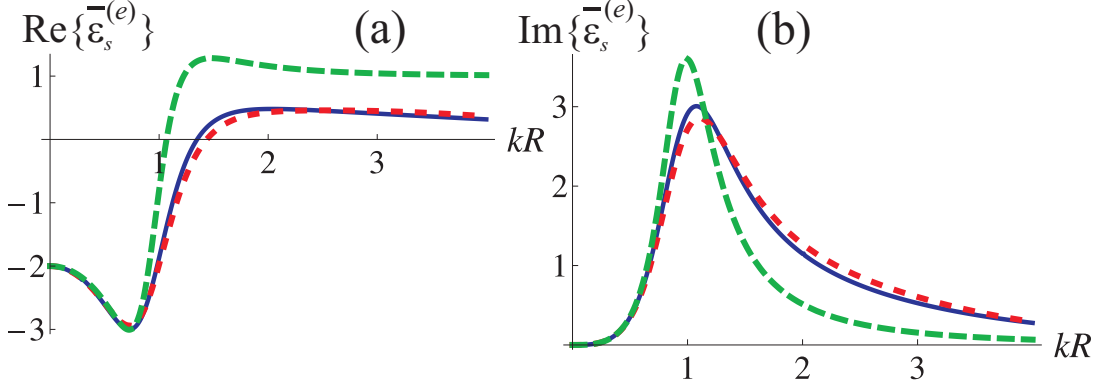 Re{ε̅ₛ⁽ᵉ⁾} (a)
1
1 2 3 kR
−1
−2
−3
Im{ε̅ₛ⁽ᵉ⁾} (b)
3
2
1
1 2 3 kR